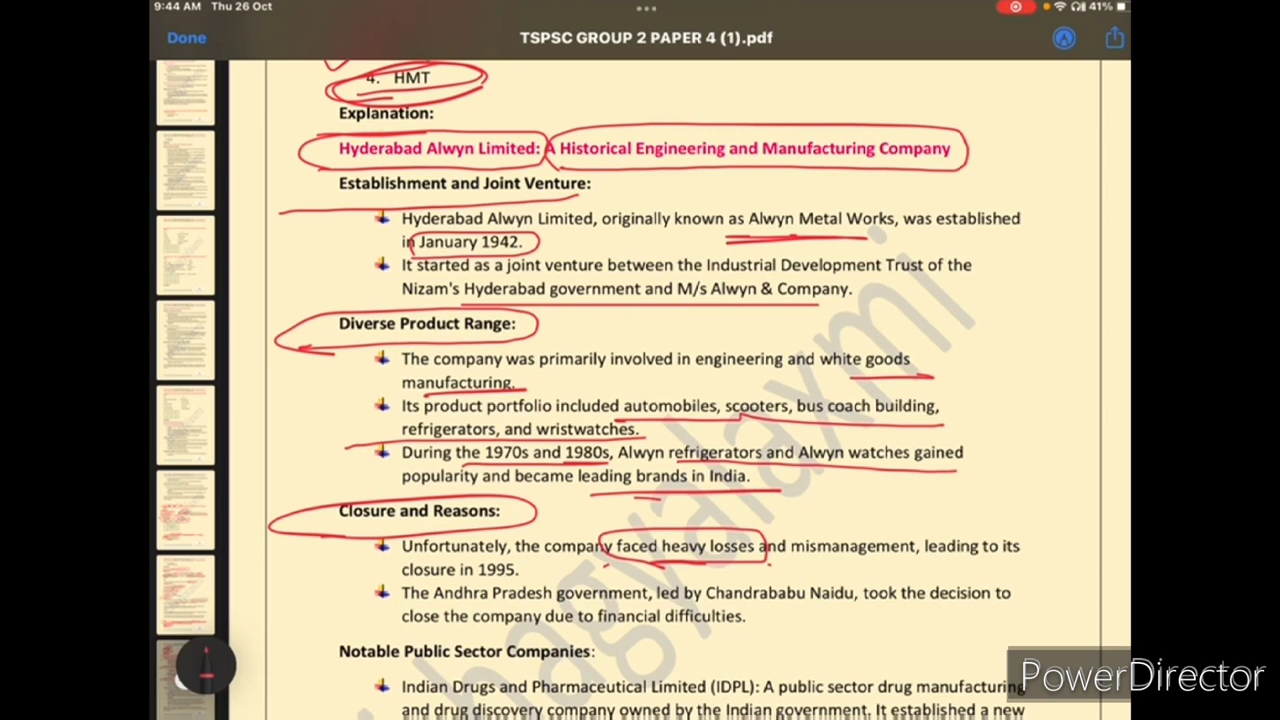 9:44 AM Thu 26 Oct
41%
Done
TSPSC GROUP 2 PAPER 4 (1).pdf
4. HMT
Explanation:
Hyderabad Alwyn Limited: A Historical Engineering and Manufacturing Company
Establishment and Joint Venture:
Hyderabad Alwyn Limited, originally known as Alwyn Metal Works, was established
in January 1942.
It started as a joint venture between the Industrial Development Trust of the
Nizam's Hyderabad government and M/s Alwyn & Company.
Diverse Product Range:
The company was primarily involved in engineering and white goods
manufacturing.
Its product portfolio included automobiles, scooters, bus coach building,
refrigerators, and wristwatches.
During the 1970s and 1980s, Alwyn refrigerators and Alwyn watches gained
popularity and became leading brands in India.
Closure and Reasons:
Unfortunately, the company faced heavy losses and mismanagement, leading to its
closure in 1995.
The Andhra Pradesh government, led by Chandrababu Naidu, took the decision to
close the company due to financial difficulties.
Notable Public Sector Companies:
Indian Drugs and Pharmaceutical Limited (IDPL): A public sector drug manufacturing
and drug discovery company owned by the Indian government. It established a new
hagyalaxmi
PowerDirector